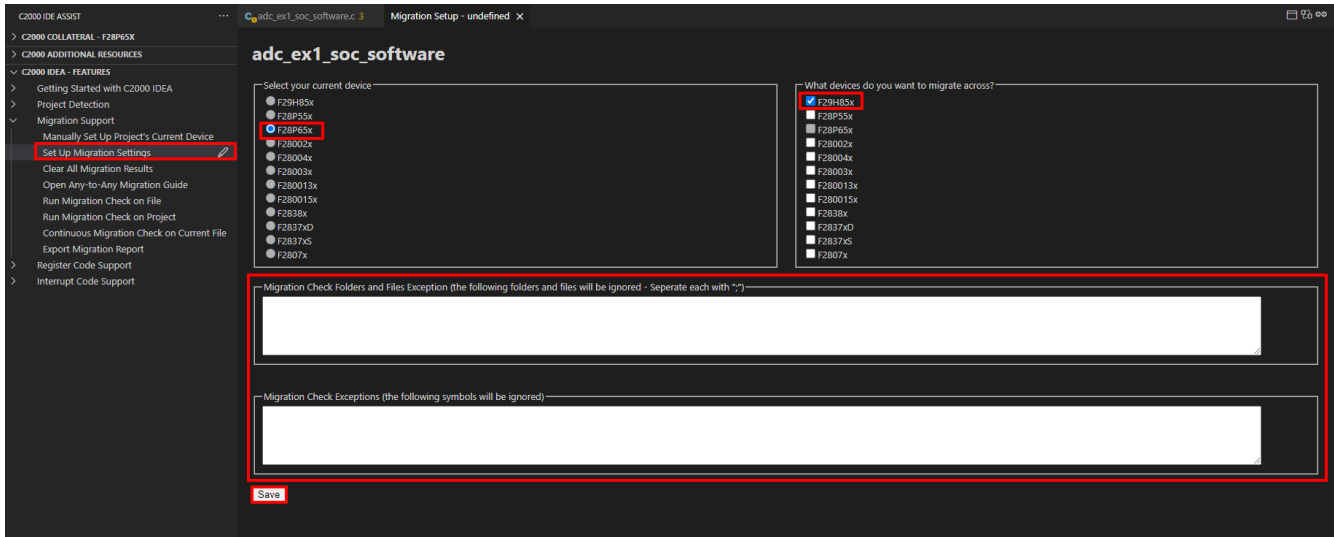 C2000 IDE ASSIST
C2000 COLLATERAL - F28P65X
C2000 ADDITIONAL RESOURCES
C2000 IDEA - FEATURES
Getting Started with C2000 IDEA
Project Detection
Migration Support
Manually Set Up Project's Current Device
Set Up Migration Settings
Clear All Migration Results
Open Any-to-Any Migration Guide
Run Migration Check on File
Run Migration Check on Project
Continuous Migration Check on Current File
Export Migration Report
Register Code Support
Interrupt Code Support
adc_ex1_soc_software.c 3
Migration Setup - undefined
adc_ex1_soc_software
Select your current device
F29H85x
F28P55x
F28P65x
F28002x
F28004x
F28003x
F280013x
F280015x
F2838x
F2837xD
F2837xS
F2807x
What devices do you want to migrate across?
F29H85x
F28P55x
F28P65x
F28002x
F28004x
F28003x
F280013x
F280015x
F2838x
F2837xD
F2837xS
F2807x
Migration Check Folders and Files Exception (the following folders and files will be ignored - Seperate each with ";")
Migration Check Exceptions (the following symbols will be ignored)
Save